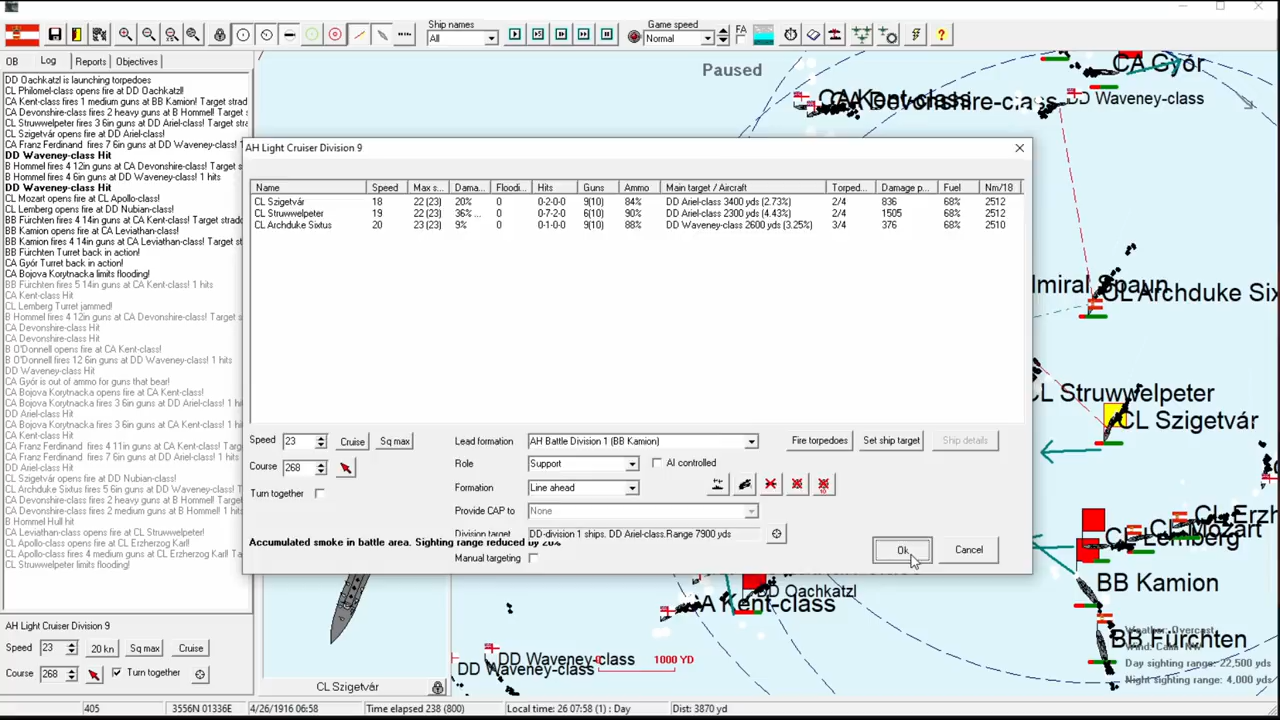 Ship names
All
Game speed
Normal
FA
OB
Log
Reports
Objectives
DD Oachkatzl is launching torpedoes
CL Philomel-class opens fire at DD Oachkatzl!
CA Kent-class fires 1 medium guns at BB Kamion! Target strad
CA Devonshire-class fires 2 heavy guns at B Hommel! Target s
CL Struwwelpeter fires 3 6in guns at DD Ariel-class! Target
CL Szigetvár opens fire at DD Ariel-class!
CA Franz Ferdinand fires 7 6in guns at DD Waveney-class! 1
DD Waveney-class Hit
B Hommel fires 4 12in guns at CA Devonshire-class! Target s
B Hommel fires 4 6in guns at DD Waveney-class! 1 hits
DD Waveney-class Hit
CL Mozart opens fire at CL Apollo-class!
CL Lemberg opens fire at DD Nubian-class!
BB Fürchten fires 4 14in guns at CA Kent-class! Target stradd
BB Kamion opens fire at CA Leviathan-class!
BB Kamion fires 4 14in guns at CA Leviathan-class! Target str
BB Fürchten Turret back in action!
CA Győr Turret back in action!
CA Bojova Korytnacka limits flooding!
BB Fürchten fires 5 14in guns at CA Kent-class! 1 hits
CA Kent-class Hit
CL Lemberg Turret jammed!
B Hommel fires 4 12in guns at CA Devonshire-class! Target s
CA Devonshire-class Hit
CA Devonshire-class Hit
B O'Donnell opens fire at CA Kent-class!
B O'Donnell fires 12 6in guns at DD Waveney-class! 1 hits
DD Waveney-class Hit
CA Győr is out of ammo for guns that bear!
CA Bojova Korytnacka opens fire at CA Kent-class!
CA Bojova Korytnacka fires 3 6in guns at DD Ariel-class! 1
DD Ariel-class Hit
CA Kent-class Hit
CA Franz Ferdinand fires 4 11in guns at CA Kent-class! Targe
CA Franz Ferdinand fires 4 6in guns at DD Ariel-class! 1 hits
DD Ariel-class Hit
CL Szigetvár opens fire at DD Ariel-class!
CL Archduke Sixtus fires 5 6in guns at DD Waveney-class! Ta
CA Devonshire-class fires 2 heavy guns at B Hommel! Target
CA Devonshire-class fires 2 medium guns at B Hommel! 1 hits
B Hommel Hull hit
CA Leviathan-class opens fire at CL Struwwelpeter!
CL Apollo-class opens fire at CL Erzherzog Karl!
CL Apollo-class fires 4 medium guns at CL Erzherzog Karl! Ta
CL Struwwelpeter limits flooding!
AH Light Cruiser Division 9
Speed 23 20 kn Sq max Cruise
Course 268 Turn together
Paused
CA Győr
CA Kent-class
CA Devonshire-class
DD Waveney-class
AH Light Cruiser Division 9
Name Speed Max s... Dama... Floodi... Hits Guns Ammo Main target / Aircraft Torped... Damage p... Fuel Nm/18
CL Szigetvár 18 22 (23) 20% 0 0-2-0-0 9(10) 84% DD Ariel-class 3400 yds (2.73%) 2/4 836 68% 2512
CL Struwwelpeter 19 22 (23) 36% ... 0 0-7-2-0 6(10) 90% DD Ariel-class 2300 yds (4.43%) 2/4 1505 68% 2512
CL Archduke Sixtus 20 23 (23) 9% 0 0-1-0-0 9(10) 88% DD Waveney-class 2600 yds (3.25%) 3/4 376 68% 2510
Speed 23 Cruise Sq max
Course 268
Turn together
Lead formation AH Battle Division 1 (BB Kamion)
Fire torpedoes Set ship target Ship details
Role Support AI controlled
Formation Line ahead
Provide CAP to None
Division target DD-division 1 ships. DD Ariel-class.Range 7900 yds
Accumulated smoke in battle area. Sighting range reduced by 20%
Manual targeting
Ok Cancel
dmiral Spaun
CL Archduke Six
CL Struwwelpeter
CL Szigetvár
CL Erzh
CL Mozart
CL Lemberg
BB Kamion
BB Fürchten
DD Oachkatzl
A Kent-class
DD Waveney-class
DD Waveney-class
0 1000 YD
Weather: Overcast
Wind: Calm NW
Day sighting range: 22,500 yds
Night sighting range: 4,000 yds
CL Szigetvár
405 3556N 01336E 4/26/1916 06:58 Time elapsed 238 (800) Local time: 26 07:58 (1) : Day Dist: 3870 yd